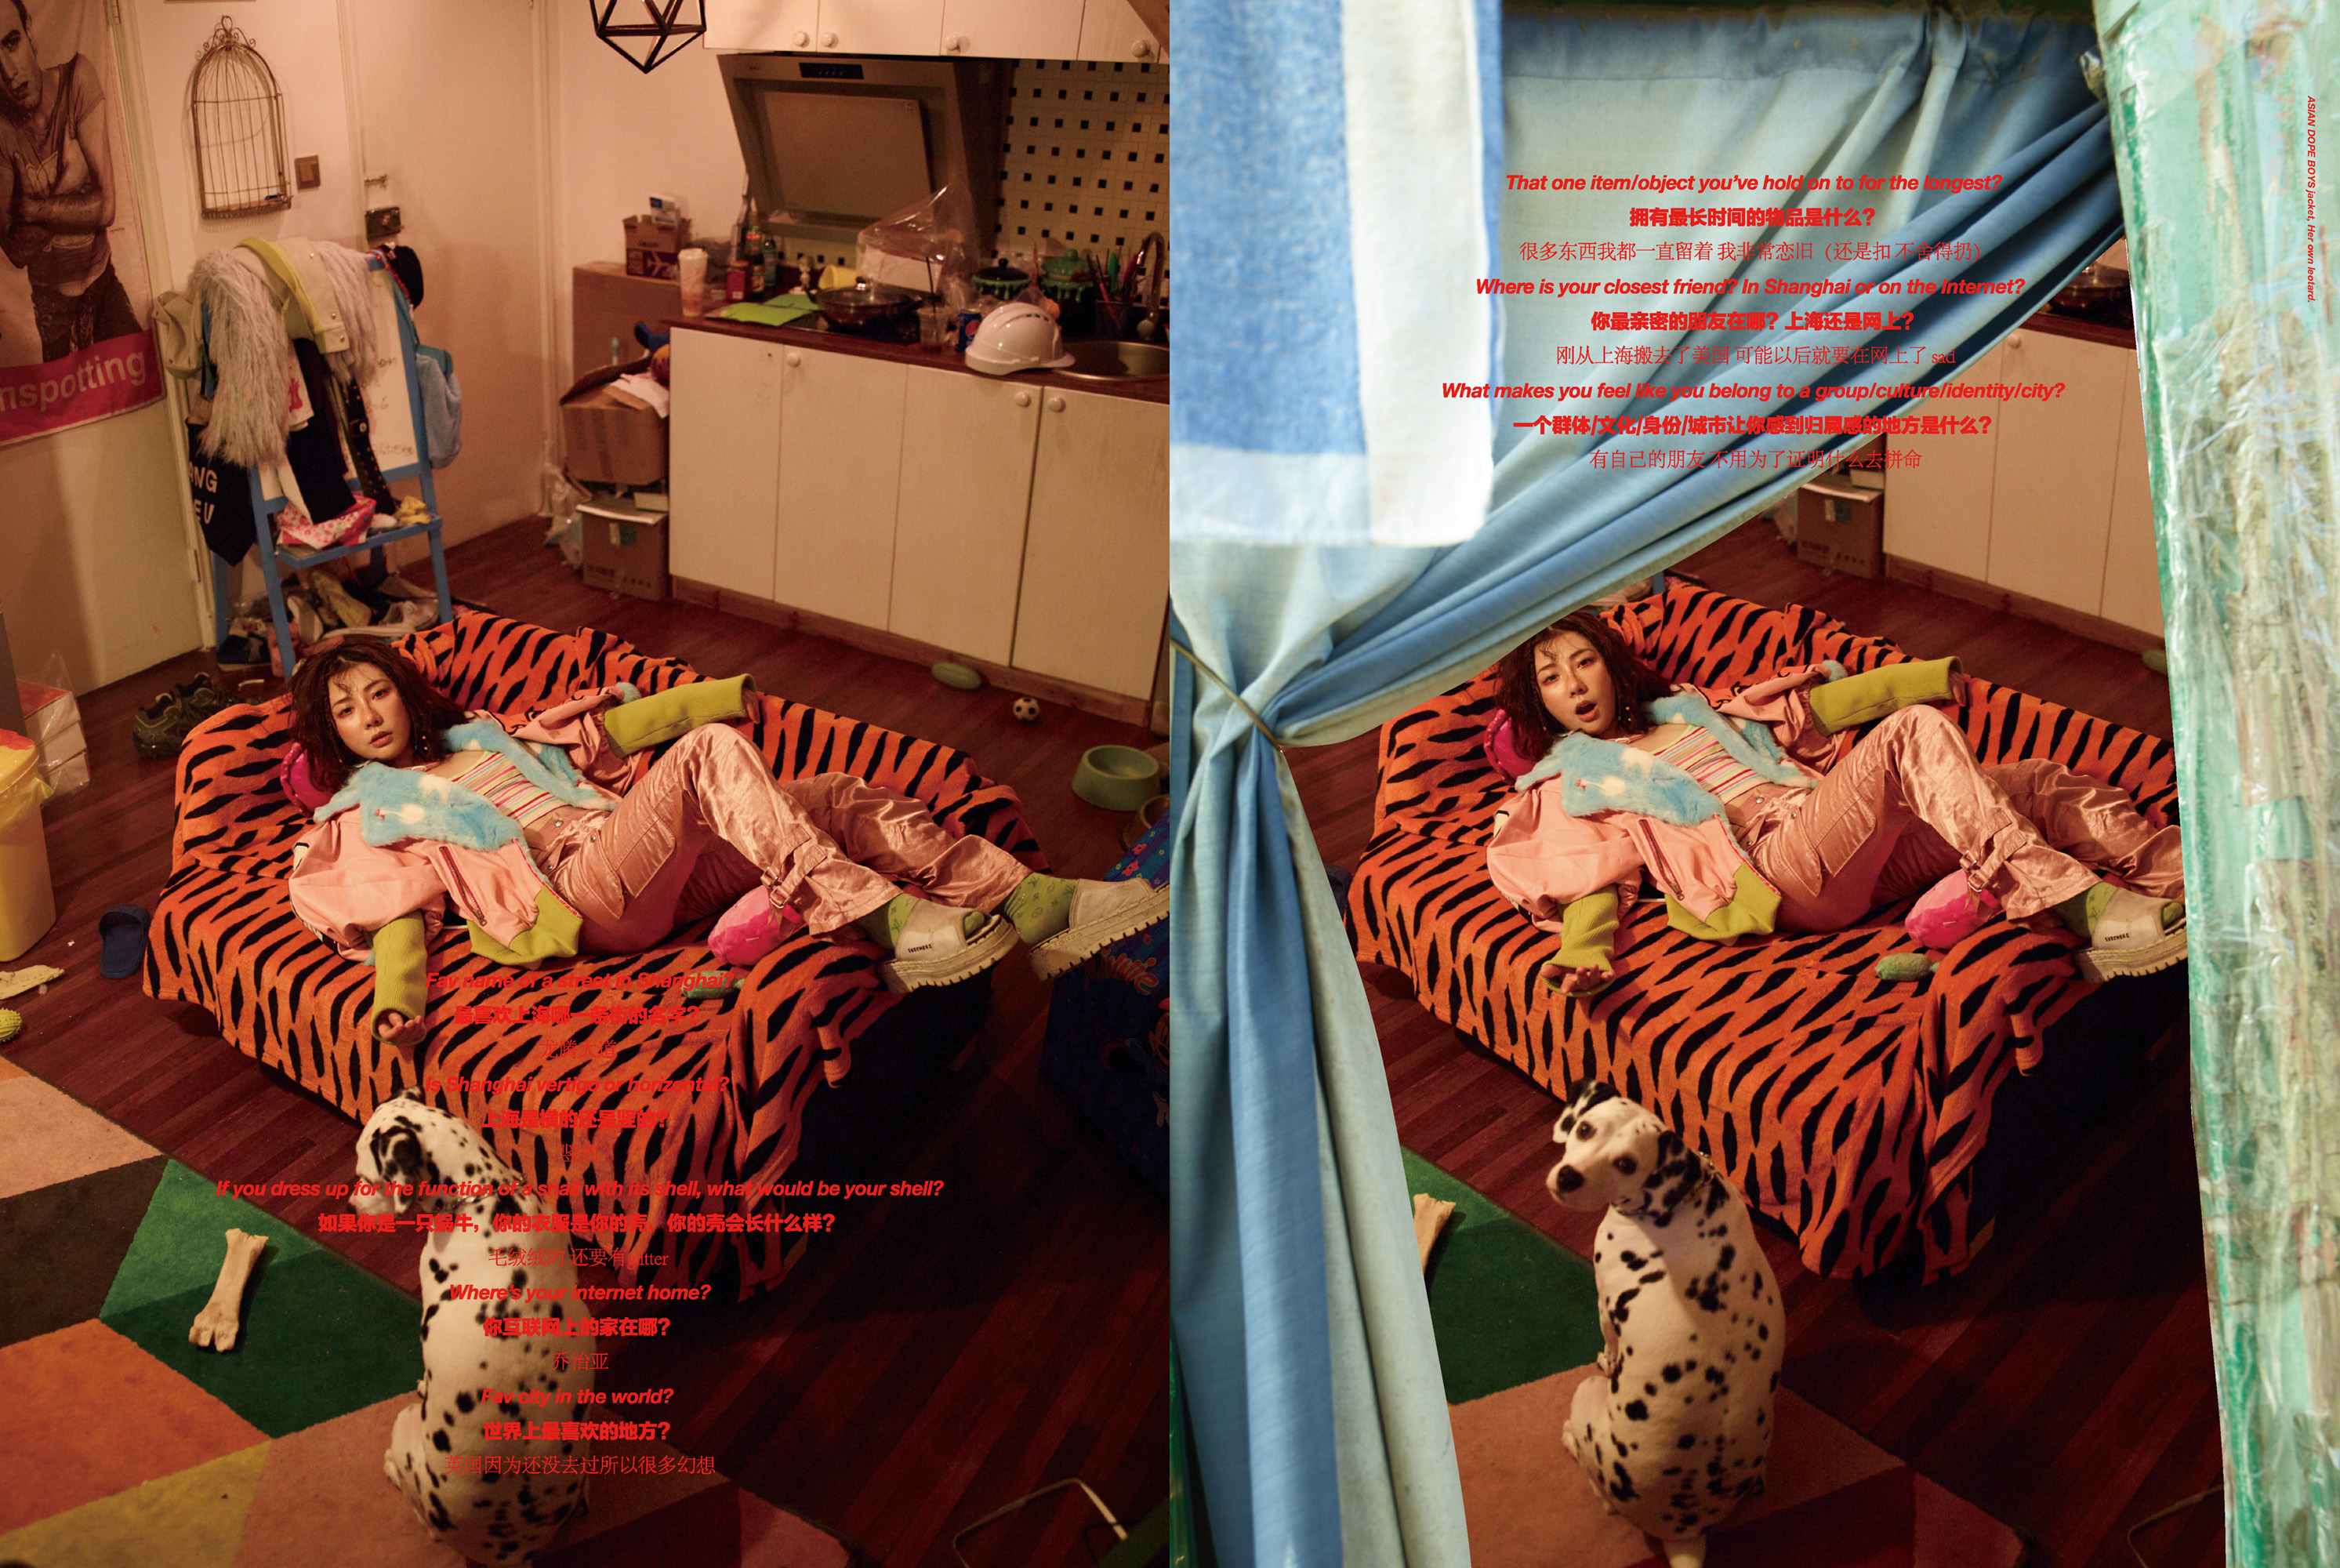 nspotting
NG
EV
Fav name of a street in Shanghai?
最喜欢上海哪一条街的名字?
龙腾大道
Is Shanghai vertigo or horizontal?
上海是横的还是竖的?
If you dress up for the function of a snail with its shell, what would be your shell?
如果你是一只蜗牛，你的衣服是你的壳，你的壳会长什么样?
毛绒绒的 还要有glitter
Where's your internet home?
你互联网上的家在哪?
乔治亚
Fav city in the world?
世界上最喜欢的地方?
英国因为还没去过所以很多幻想
That one item/object you've hold on to for the longest?
拥有最长时间的物品是什么?
很多东西我都一直留着 我非常恋旧（还是扣 不舍得扔）
Where is your closest friend? In Shanghai or on the Internet?
你最亲密的朋友在哪? 上海还是网上?
刚从上海搬去了美国 可能以后就要在网上了 sad
What makes you feel like you belong to a group/culture/identity/city?
一个群体/文化/身份/城市让你感到归属感的地方是什么?
有自己的朋友 不用为了证明什么去拼命
ASIAN DOPE BOYS jacket, Her own leotard.
SKECHERS
SKECHERS